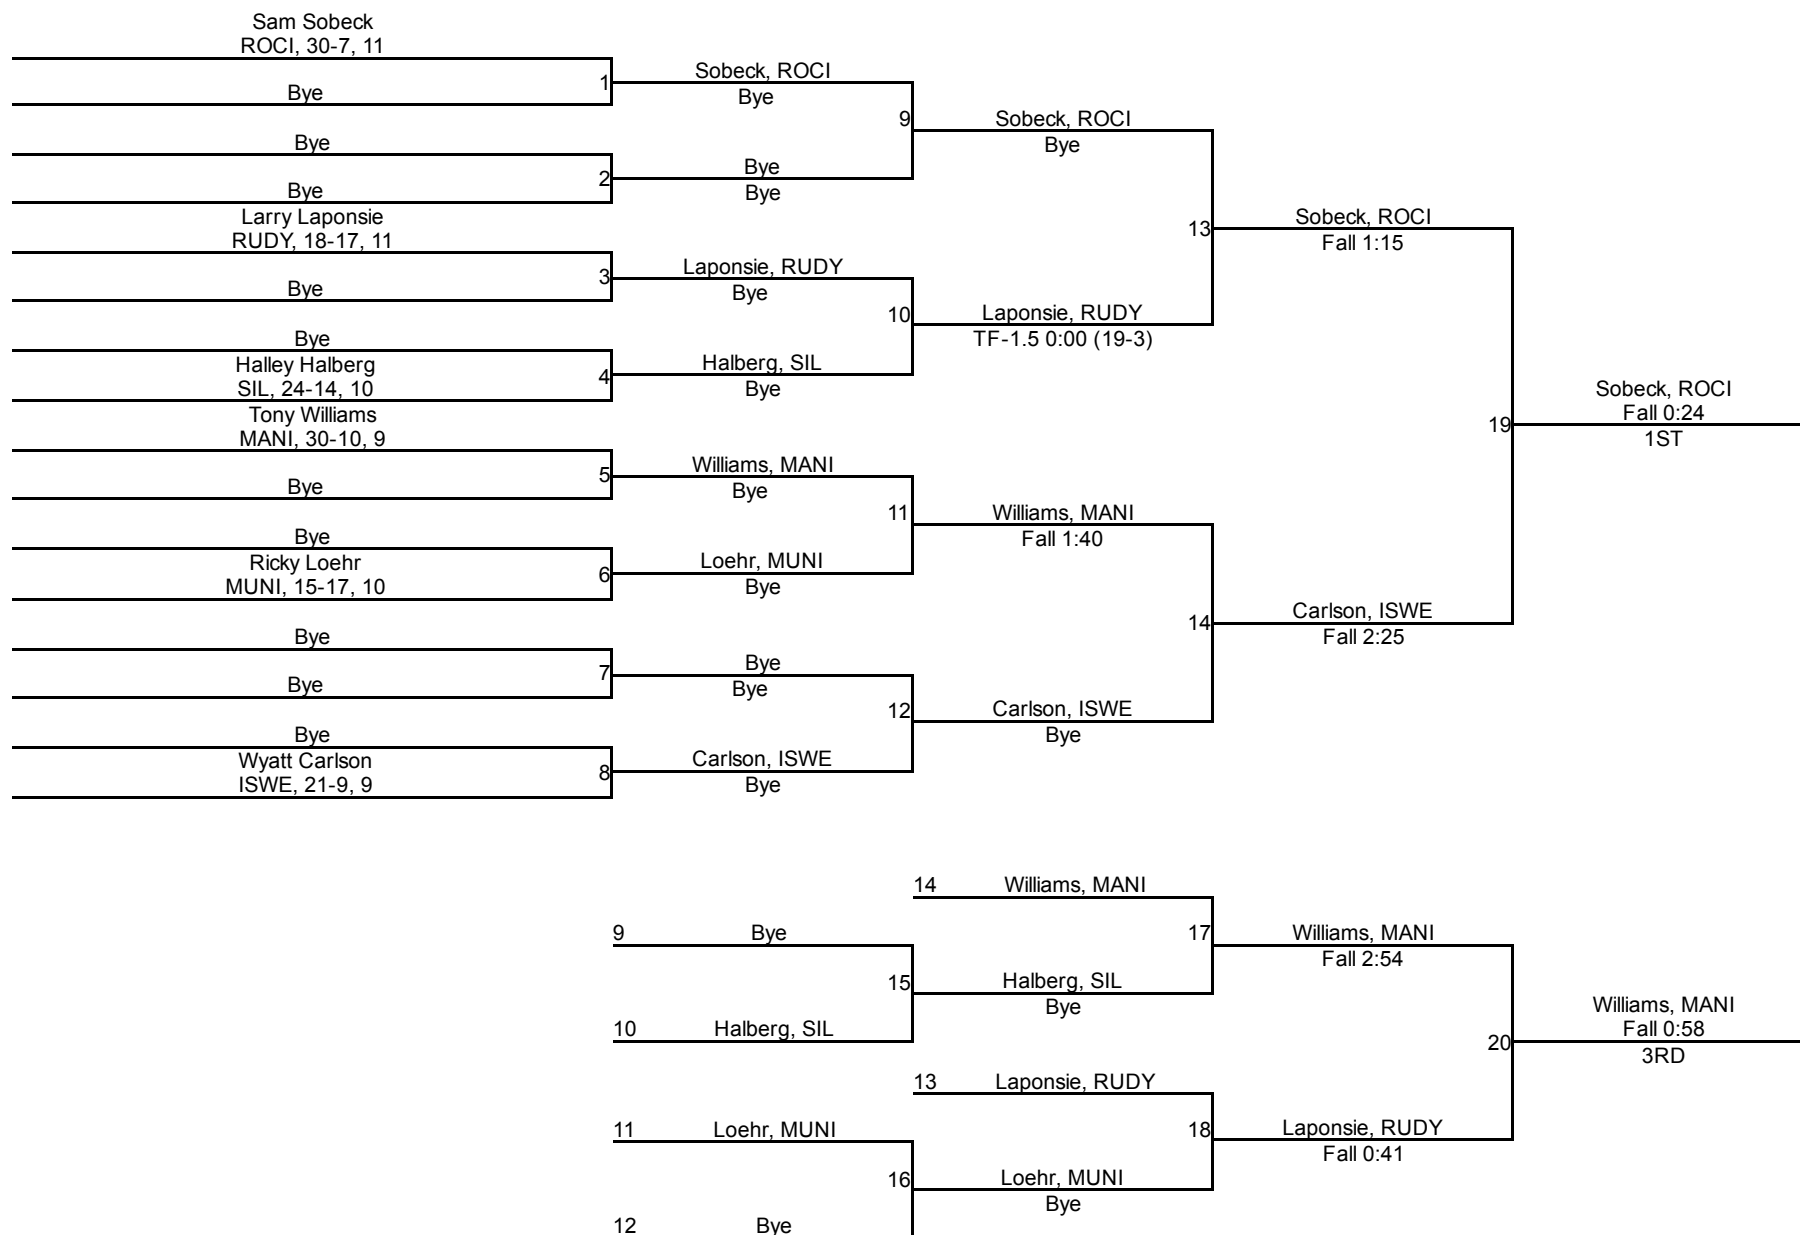 Sam Sobeck
ROCI, 30-7, 11
Bye
1
Sobeck, ROCI
Bye
9
Sobeck, ROCI
Bye
Bye
Bye
2
Bye
Bye
Larry Laponsie
RUDY, 18-17, 11
Bye
3
Laponsie, RUDY
Bye
10
Laponsie, RUDY
TF-1.5 0:00 (19-3)
13
Sobeck, ROCI
Fall 1:15
Bye
Halley Halberg
SIL, 24-14, 10
4
Halberg, SIL
Bye
Tony Williams
MANI, 30-10, 9
Bye
5
Williams, MANI
Bye
11
Williams, MANI
Fall 1:40
19
Sobeck, ROCI
Fall 0:24
1ST
Bye
Ricky Loehr
MUNI, 15-17, 10
6
Loehr, MUNI
Bye
14
Carlson, ISWE
Fall 2:25
Bye
Bye
7
Bye
Bye
12
Carlson, ISWE
Bye
Bye
Wyatt Carlson
ISWE, 21-9, 9
8
Carlson, ISWE
Bye
14 Williams, MANI
9 Bye
17
Williams, MANI
Fall 2:54
15
Halberg, SIL
Bye
10 Halberg, SIL
20
Williams, MANI
Fall 0:58
3RD
13 Laponsie, RUDY
11 Loehr, MUNI
18
Laponsie, RUDY
Fall 0:41
16
Loehr, MUNI
Bye
12 Bye